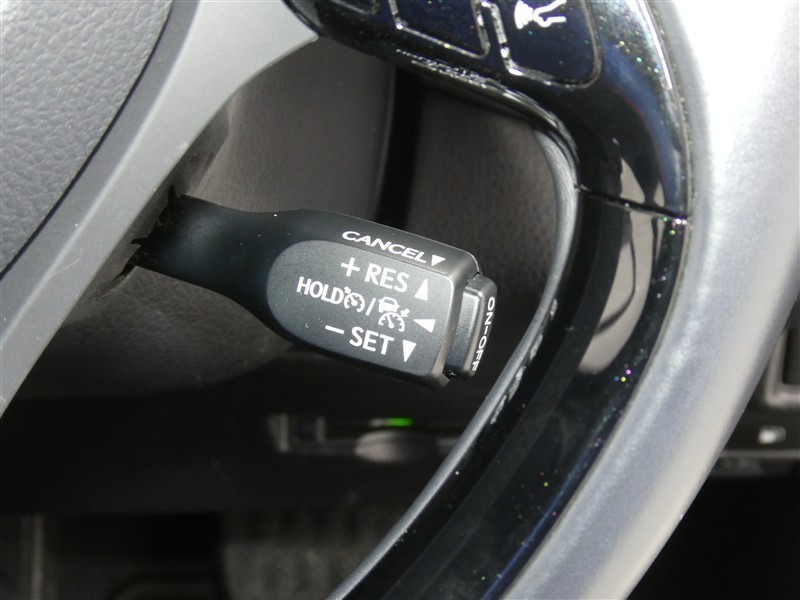 CANCEL▼
+ RES ▲
HOLD /
− SET ▼
ON-OFF